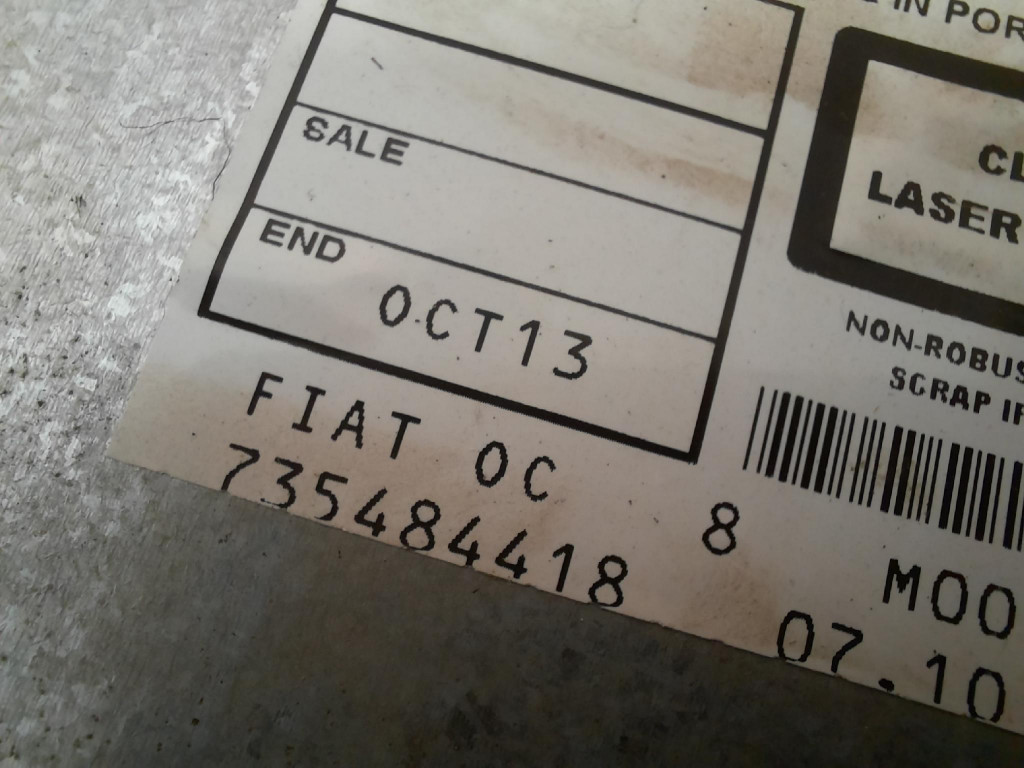 IN POR
SALE
END
OCT13
FIAT OC
735484418
8
CL
LASER
NON-ROBUS
SCRAP IF
MOO
07.10